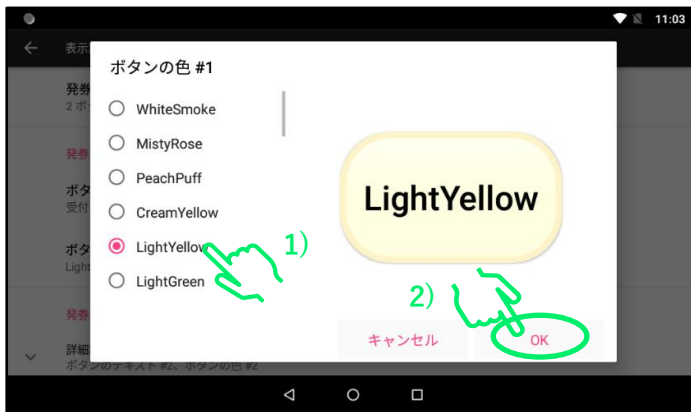 11:03
表示
ボタンの色 #1
発券
2 ボ
WhiteSmoke
MistyRose
発券
PeachPuff
ボタ
受付
CreamYellow
LightYellow
LightYellow
1)
ボタ
Light
LightGreen
2)
発券
キャンセル
OK
詳細
ボタンのテキスト #2、ボタンの色 #2